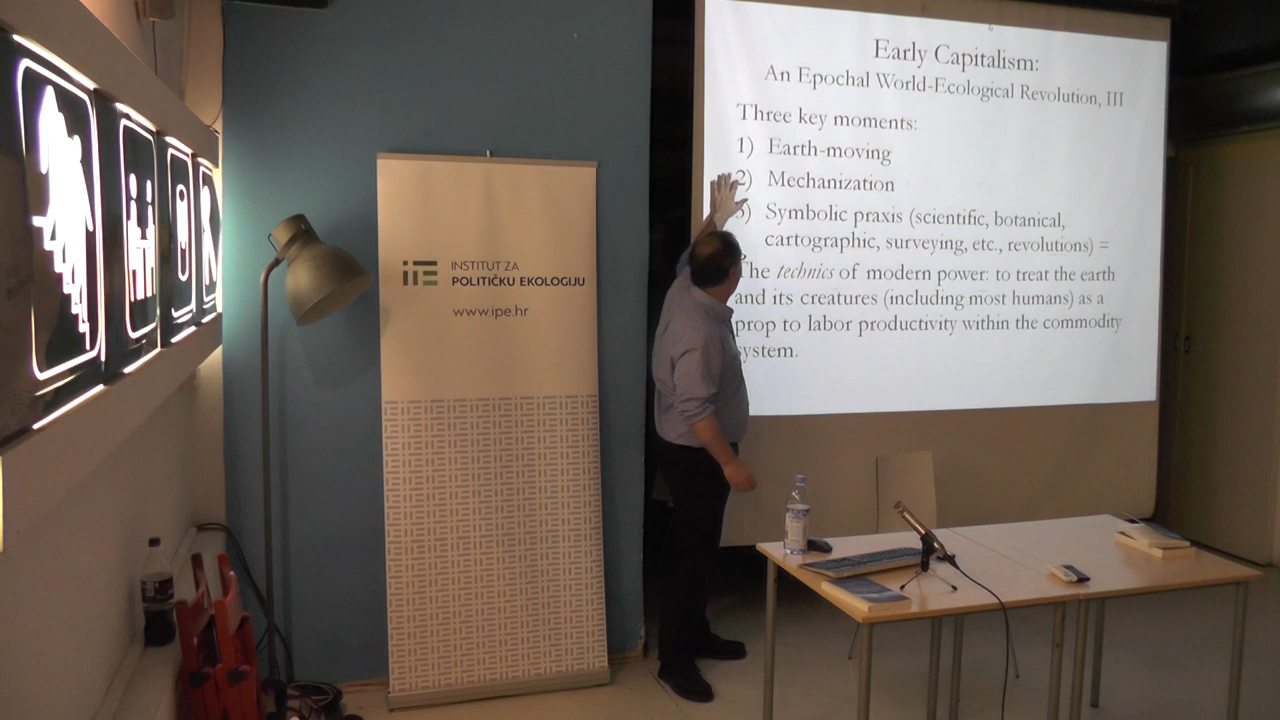 Early Capitalism:
An Epochal World-Ecological Revolution, III
Three key moments:
1) Earth-moving
2) Mechanization
3) Symbolic praxis (scientific, botanical,
cartographic, surveying, etc., revolutions) =
The technics of modern power: to treat the earth
and its creatures (including most humans) as a
prop to labor productivity within the commodity
system.
INSTITUT ZA
POLITIČKU EKOLOGIJU
www.ipe.hr